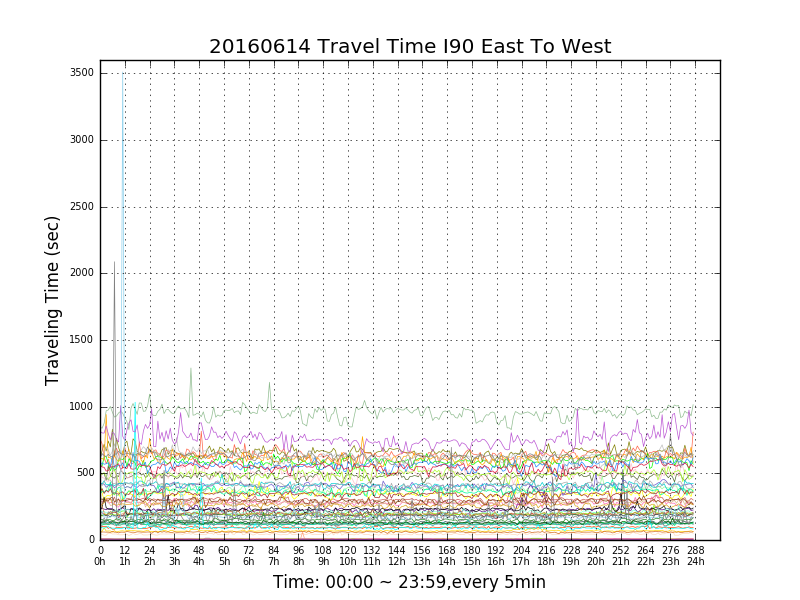 20160614 Travel Time I90 East To West
3500
3000
2500
2000
1500
1000
500
0
Traveling Time (sec)
0 12 24 36 48 60 72 84 96 108 120 132 144 156 168 180 192 204 216 228 240 252 264 276 288
0h 1h 2h 3h 4h 5h 6h 7h 8h 9h 10h 11h 12h 13h 14h 15h 16h 17h 18h 19h 20h 21h 22h 23h 24h
Time: 00:00 ~ 23:59,every 5min